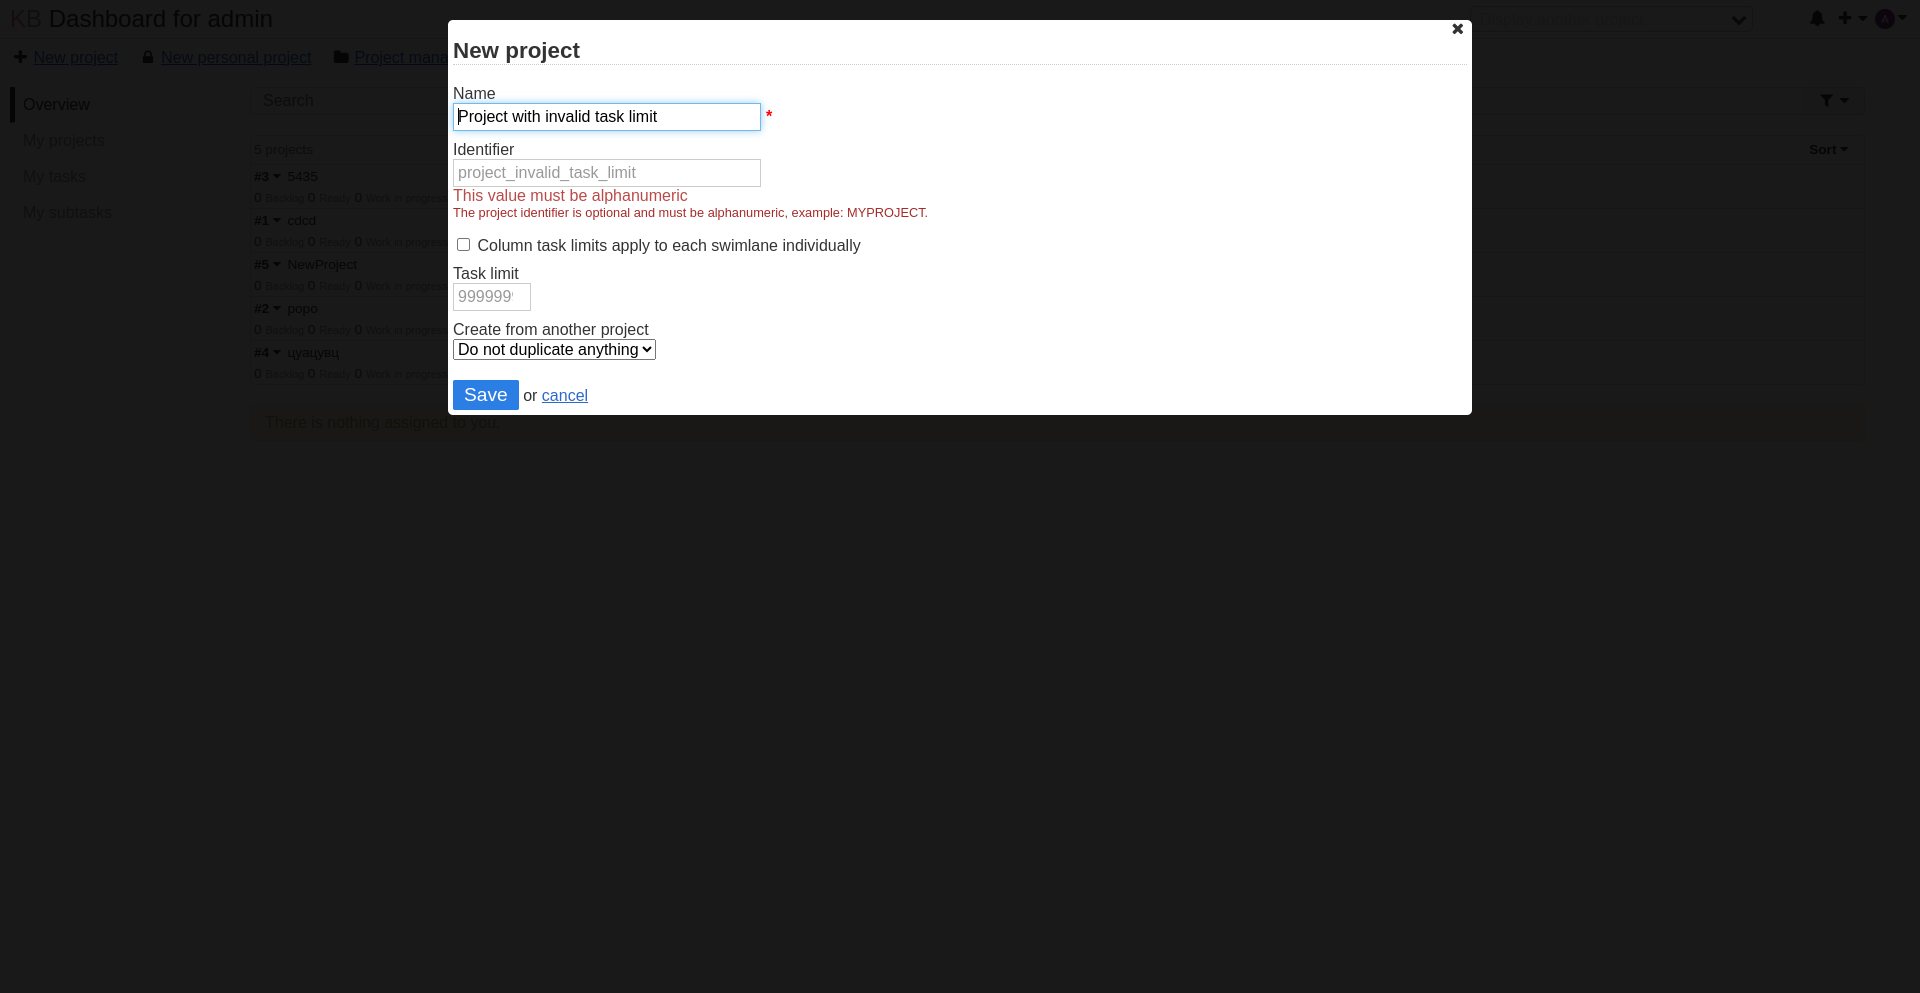 KB Dashboard for admin
New project
New personal project
Project mana
Overview
My projects
My tasks
My subtasks
Search
5 projects
Sort
#3 5435
0 Backlog 0 Ready 0 Work in progress
#1 cdcd
0 Backlog 0 Ready 0 Work in progress
#5 NewProject
0 Backlog 0 Ready 0 Work in progress
#2 popo
0 Backlog 0 Ready 0 Work in progress
#4 цуацувц
0 Backlog 0 Ready 0 Work in progress
There is nothing assigned to you
A
New project
Name
Project with invalid task limit *
Identifier
project_invalid_task_limit
This value must be alphanumeric
The project identifier is optional and must be alphanumeric, example: MYPROJECT.
Column task limits apply to each swimlane individually
Task limit
999999
Create from another project
Do not duplicate anything
Save or cancel